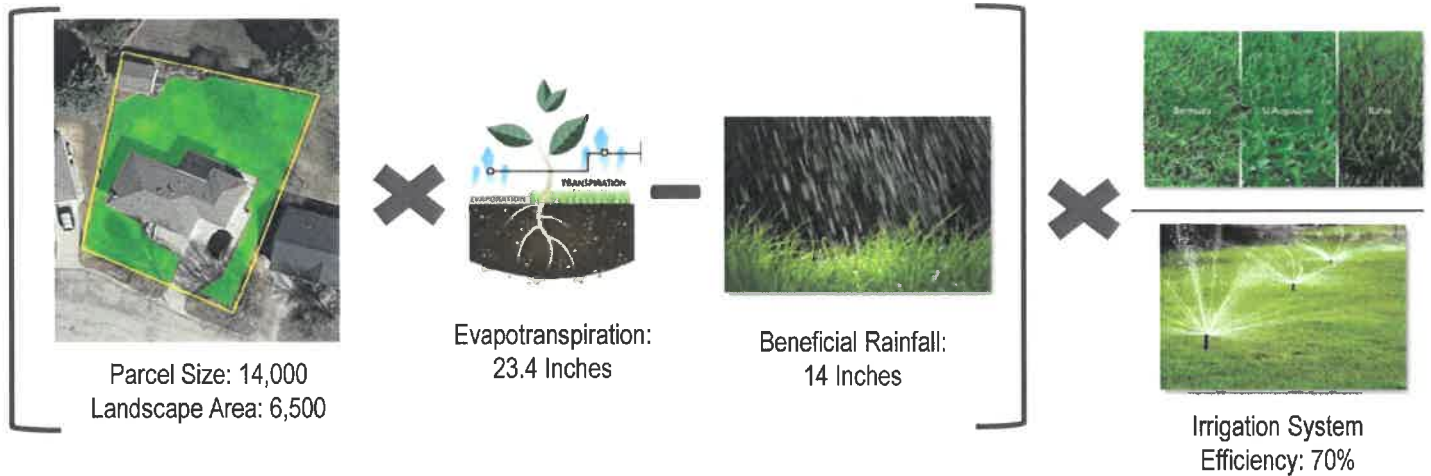 Bermuda
St Augustine
TRANSPIRATION
EVAPORATION
Parcel Size: 14,000
Landscape Area: 6,500
Evapotranspiration:
23.4 Inches
Beneficial Rainfall:
14 Inches
Irrigation System
Efficiency: 70%